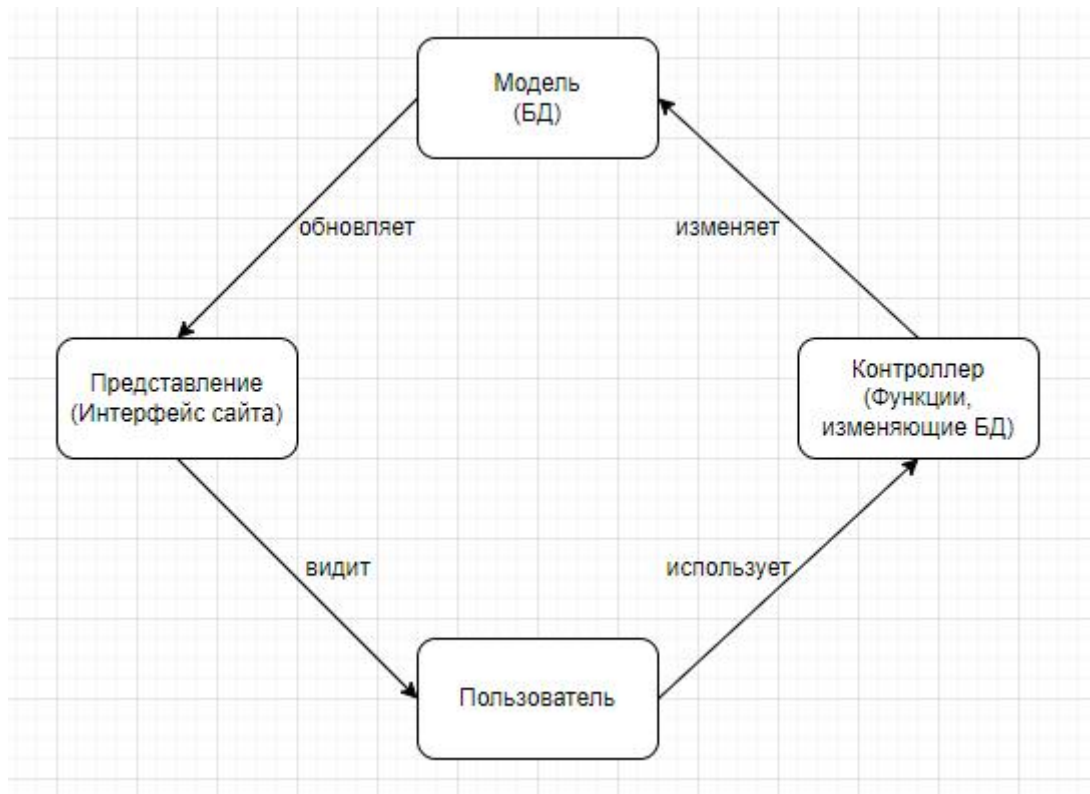 Модель
(БД)
обновляет
изменяет
Представление
(Интерфейс сайта)
Контроллер
(Функции,
изменяющие БД)
видит
использует
Пользователь